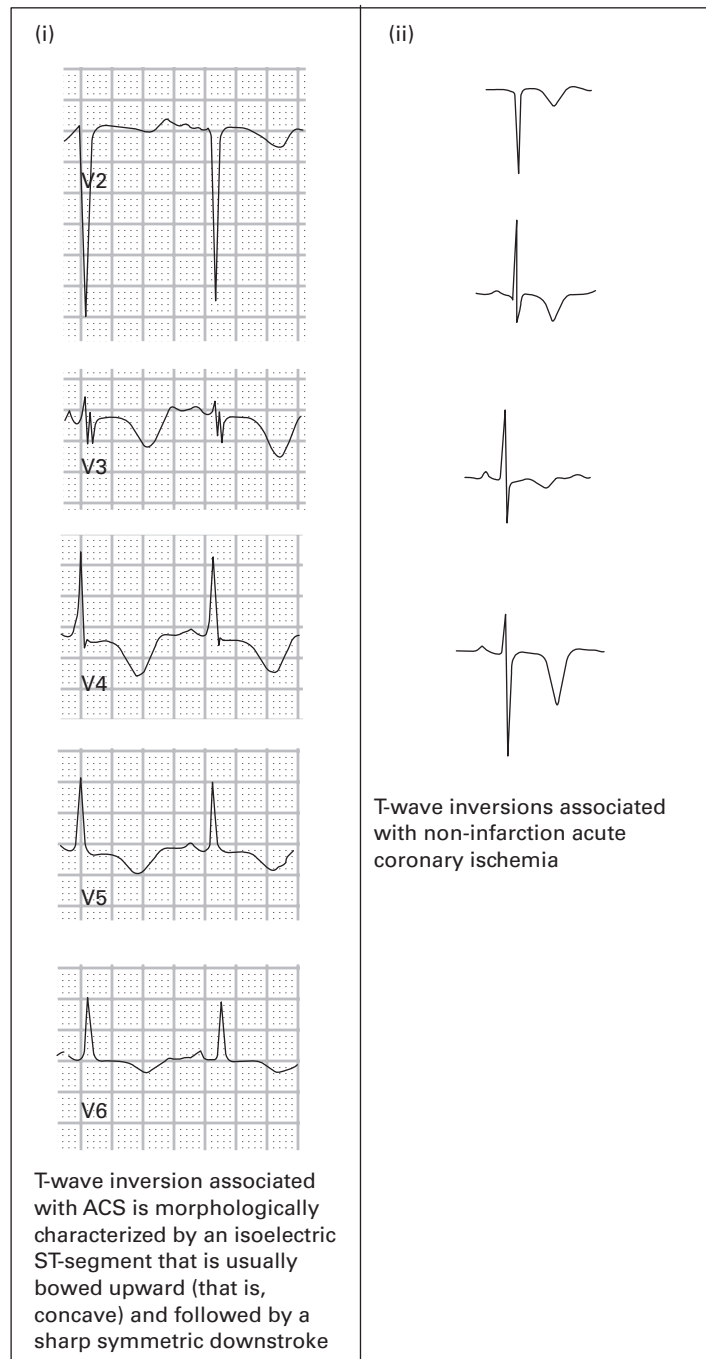 (i)
V2
V3
V4
V5
V6
T-wave inversion associated
with ACS is morphologically
characterized by an isoelectric
ST-segment that is usually
bowed upward (that is,
concave) and followed by a
sharp symmetric downstroke
(ii)
T-wave inversions associated
with non-infarction acute
coronary ischemia